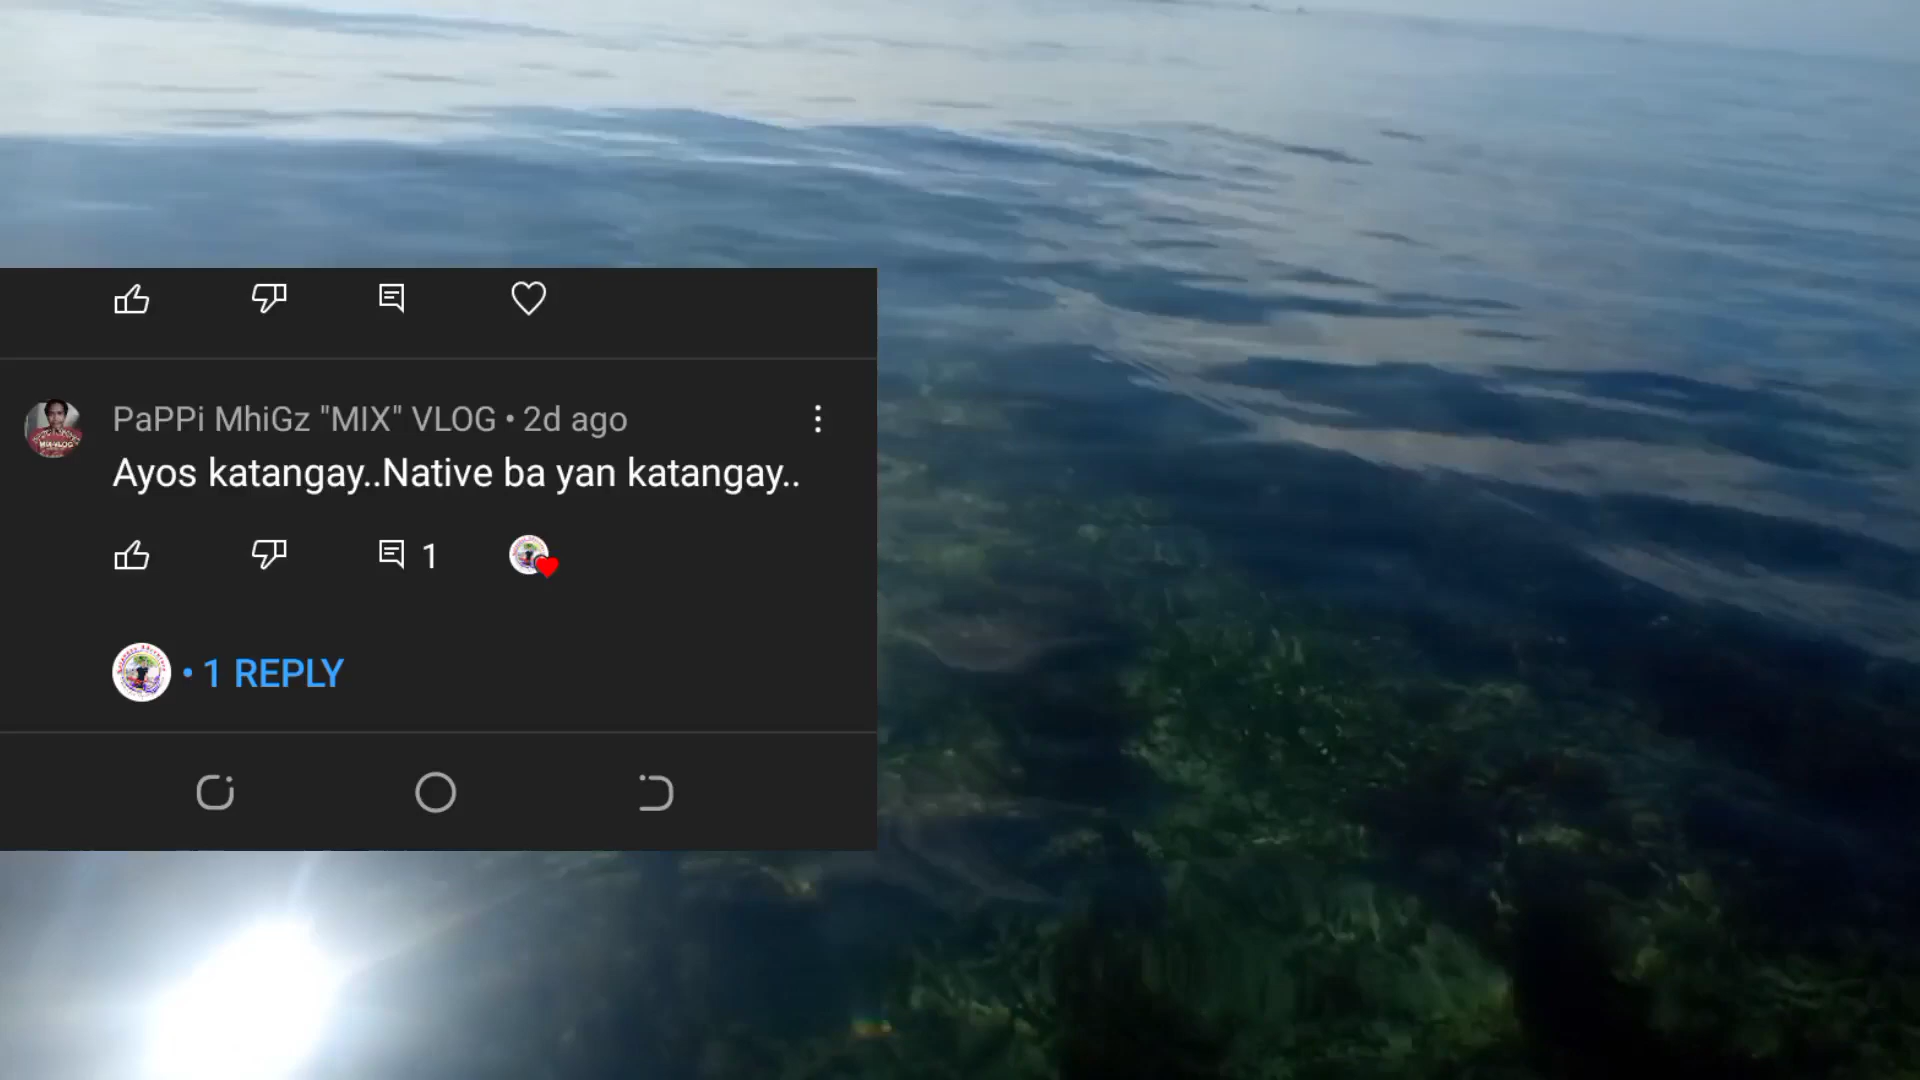 PaPPi MhiGz "MIX" VLOG • 2d ago
Ayos katangay..Native ba yan katangay..
1
• 1 REPLY